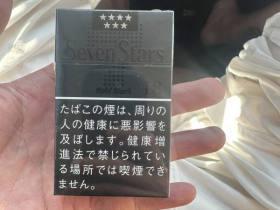 Seven Stars
たばこの煙は、周りの
人の健康に悪影響を
及ぼします。健康増
進法で禁じられてい
る場所では喫煙でき
ません。